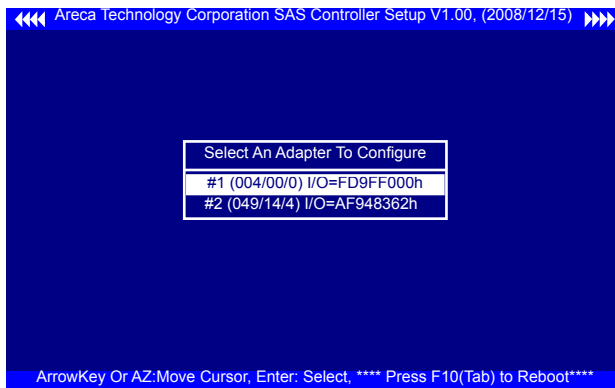 Areca Technology Corporation SAS Controller Setup V1.00, (2008/12/15)
Select An Adapter To Configure
#1 (004/00/0) I/O=FD9FF000h
#2 (049/14/4) I/O=AF948362h
ArrowKey Or AZ:Move Cursor, Enter: Select, **** Press F10(Tab) to Reboot****